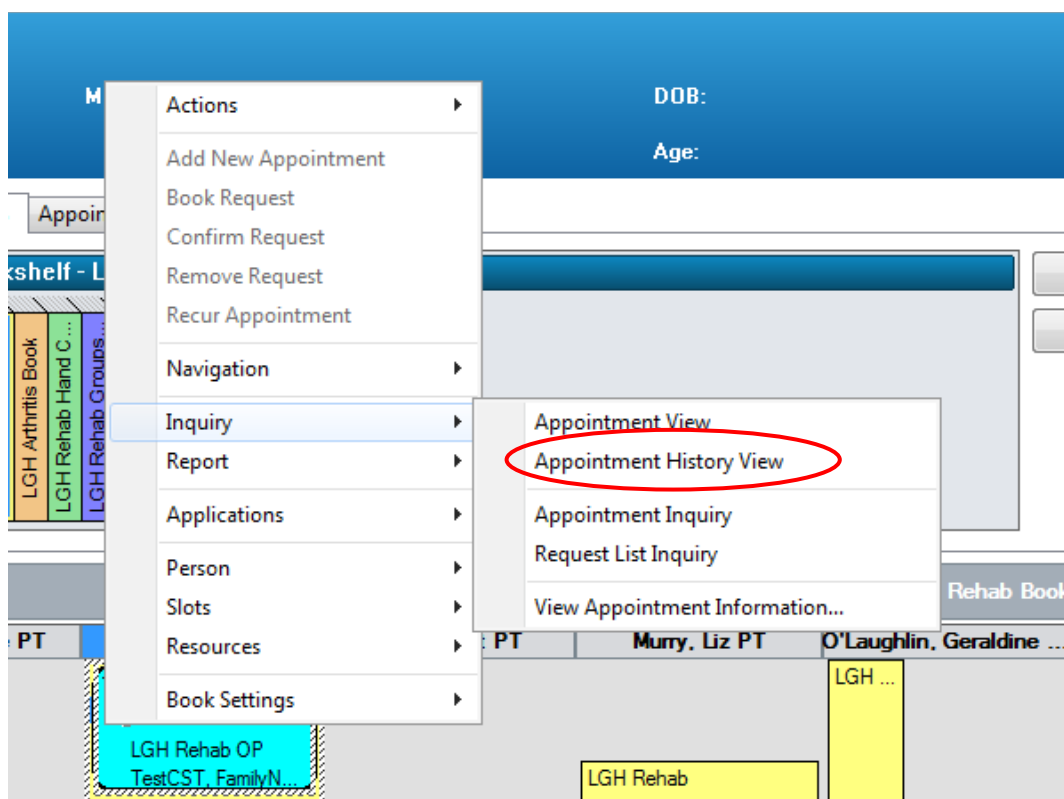 M
DOB:
Age:
Appoin
kshelf - L
LGH Arthritis Book
LGH Rehab Hand C...
LGH Rehab Groups...
Actions
Add New Appointment
Book Request
Confirm Request
Remove Request
Recur Appointment
Navigation
Inquiry
Report
Applications
Person
Slots
Resources
Book Settings
Appointment View
Appointment History View
Appointment Inquiry
Request List Inquiry
View Appointment Information...
Rehab Book
PT
PT
Murry, Liz PT
O'Laughlin, Geraldine ...
LGH ...
LGH Rehab OP
TestCST, FamilyN...
LGH Rehab